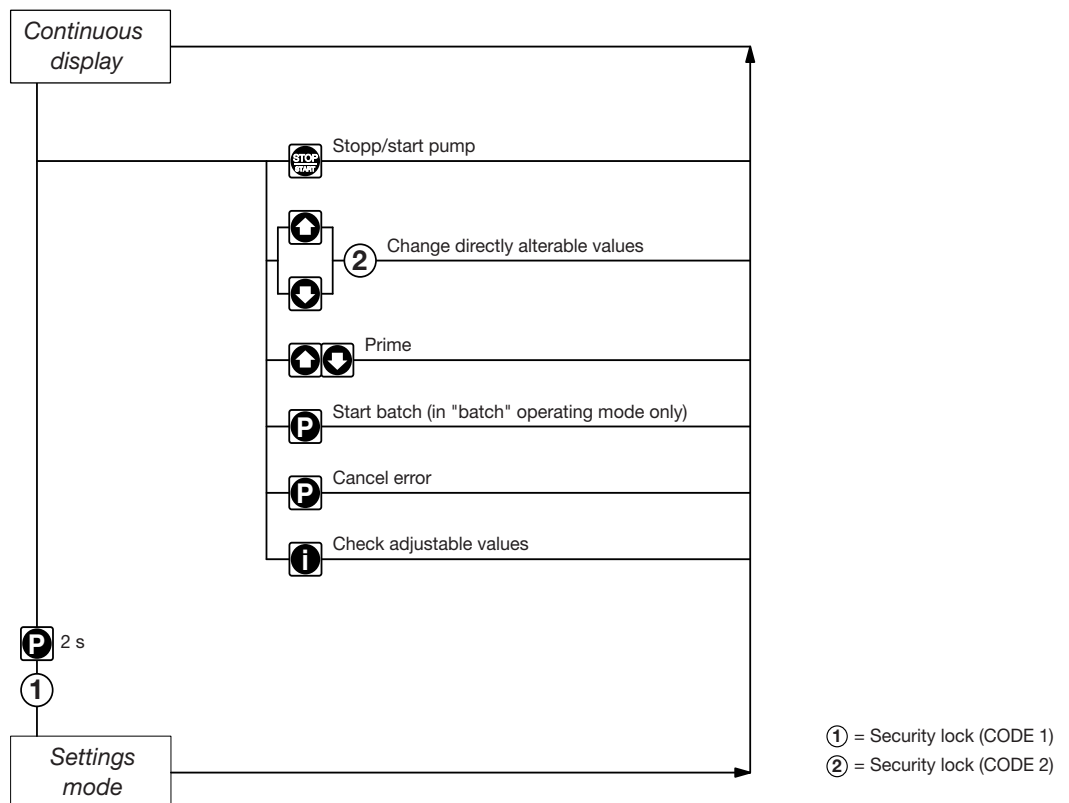 Continuous
display
STOP
START
Stopp/start pump
2
Change directly alterable values
Prime
P
Start batch (in "batch" operating mode only)
P
Cancel error
i
Check adjustable values
P
2 s
1
Settings
mode
1 = Security lock (CODE 1)
2 = Security lock (CODE 2)